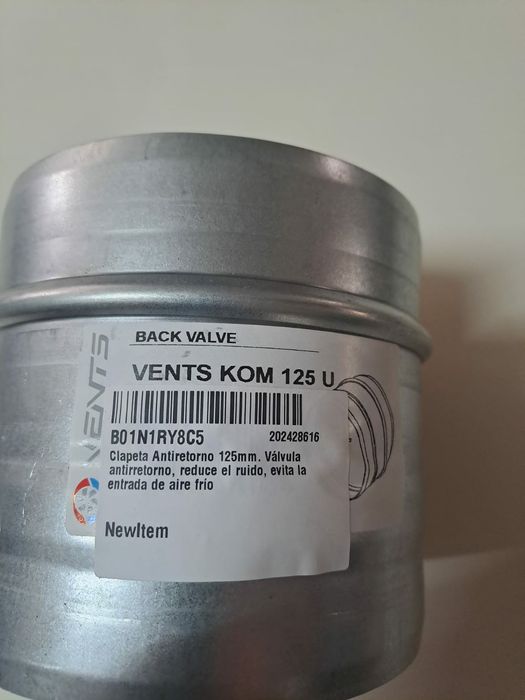 BACK VALVE
VENTS
VENTS KOM 125 U
B01N1RY8C5 202428616
Clapeta Antiretorno 125mm. Válvula
antirretorno, reduce el ruido, evita la
entrada de aire frío
NewItem